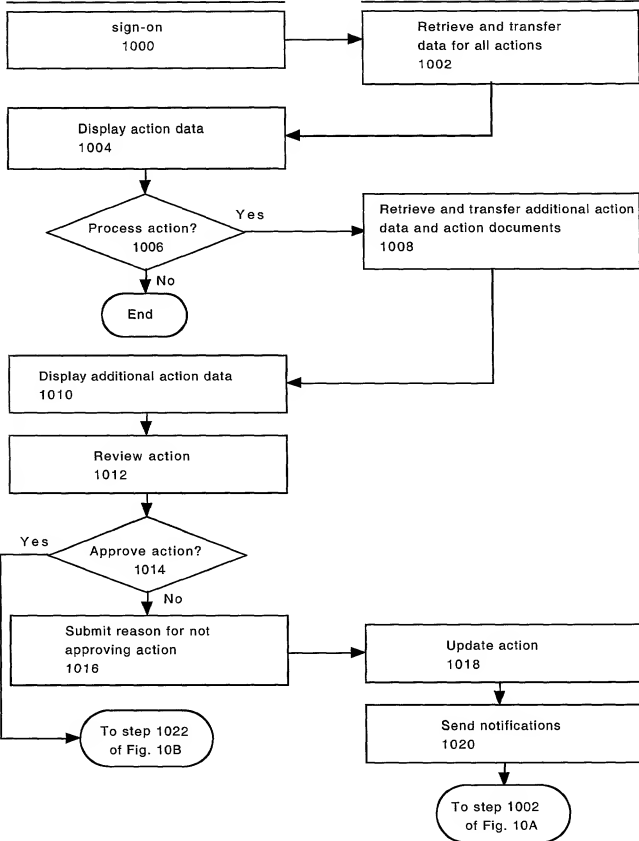 sign-on
1000
Retrieve and transfer
data for all actions
1002
Display action data
1004
Process action?
1006
Yes
No
End
Retrieve and transfer additional action
data and action documents
1008
Display additional action data
1010
Review action
1012
Approve action?
1014
Yes
No
Submit reason for not
approving action
1016
Update action
1018
To step 1022
of Fig. 10B
Send notifications
1020
To step 1002
of Fig. 10A